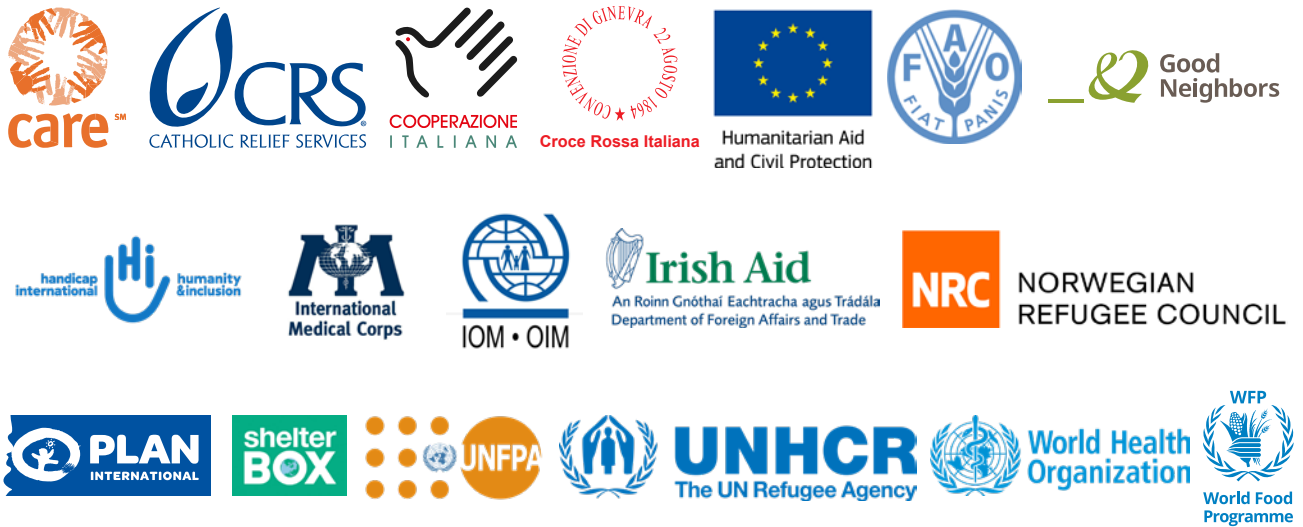 care SM
CRS®
CATHOLIC RELIEF SERVICES
COOPERAZIONE
ITALIANA
CONVENZIONE DI GINEVRA 22 AGOSTO 1864
Croce Rossa Italiana
Humanitarian Aid
and Civil Protection
F A O
FIAT PANIS
Good
Neighbors
handicap
international
Hi
humanity
&inclusion
International
Medical Corps
IOM • OIM
Irish Aid
An Roinn Gnóthaí Eachtracha agus Trádála
Department of Foreign Affairs and Trade
NRC
NORWEGIAN
REFUGEE COUNCIL
PLAN
INTERNATIONAL
shelter
BOX
UNFPA
UNHCR
The UN Refugee Agency
World Health
Organization
WFP
World Food
Programme